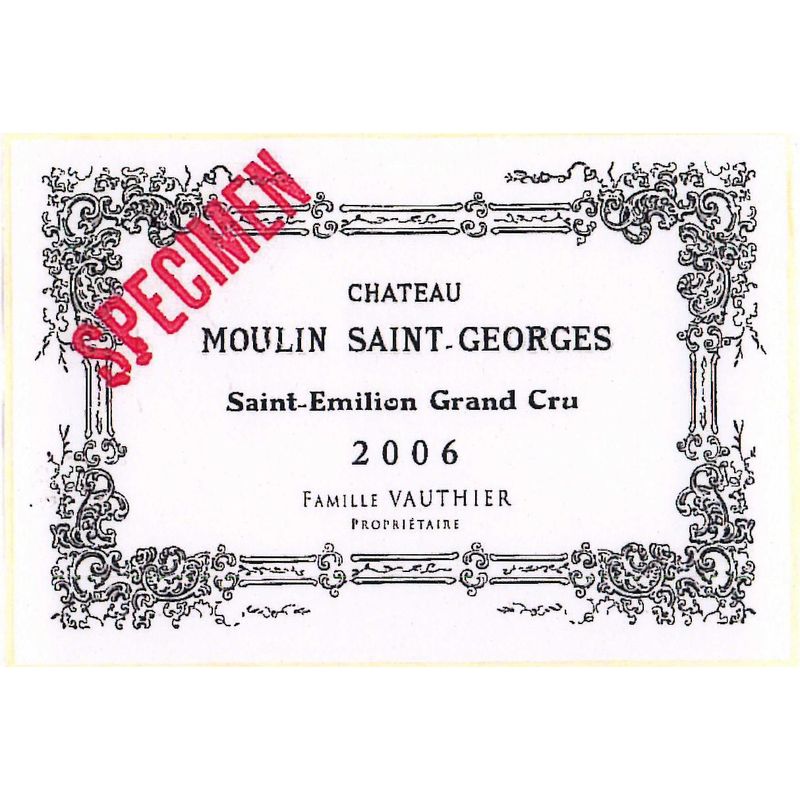 SPECIMEN
CHATEAU
MOULIN SAINT-GEORGES
Saint-Emilion Grand Cru
2006
FAMILLE VAUTHIER
PROPRIÉTAIRE